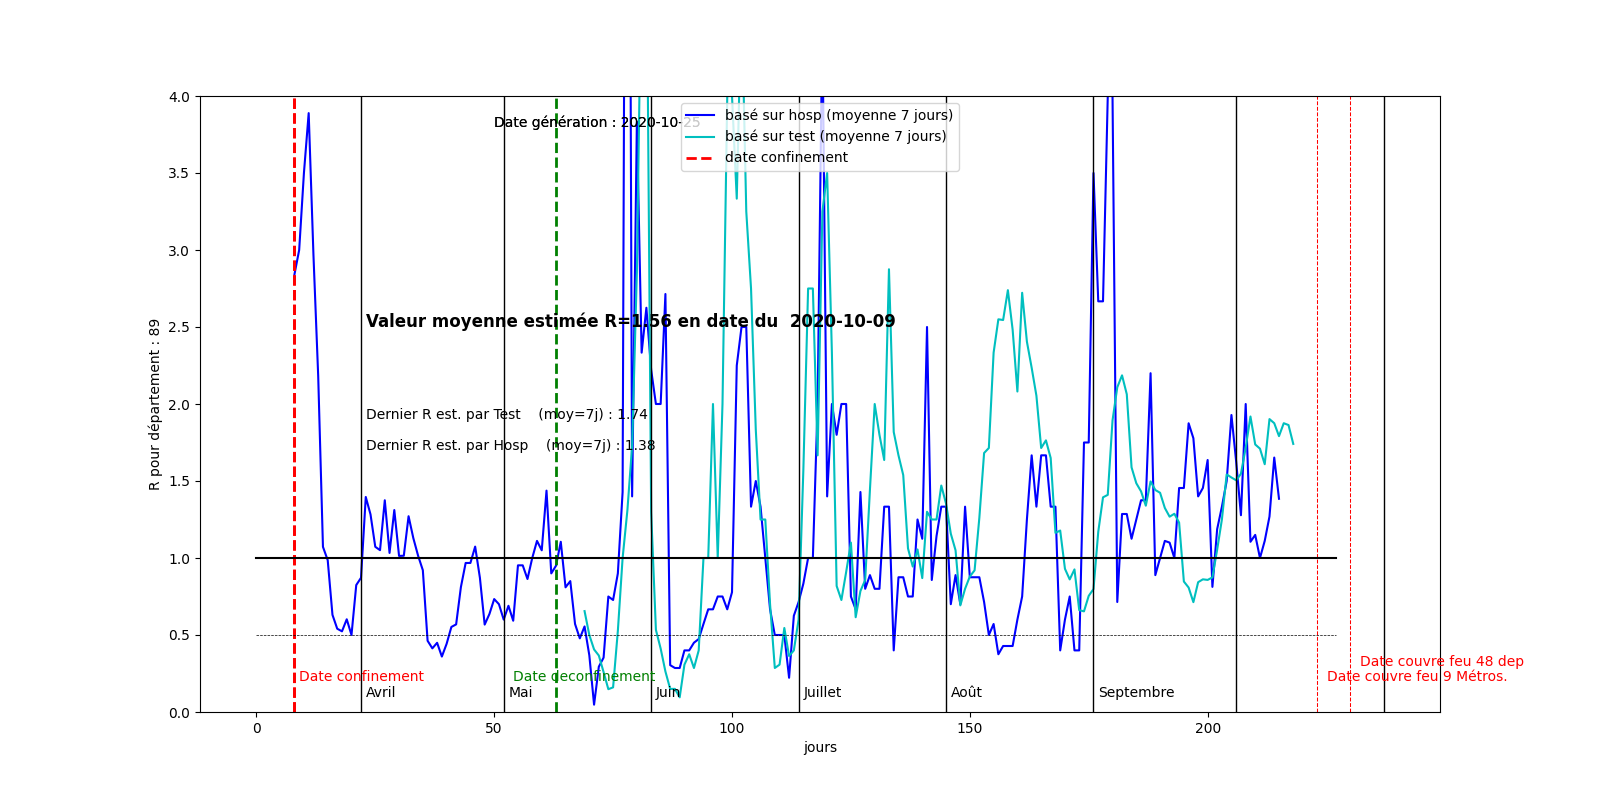 4.0
3.5
3.0
2.5
2.0
1.5
1.0
0.5
0.0
R pour département : 89
Date génération : 2020-10-25
basé sur hosp (moyenne 7 jours)
basé sur test (moyenne 7 jours)
date confinement
Valeur moyenne estimée R=1.56 en date du  2020-10-09
Dernier R est. par Test    (moy=7j) : 1.74
Dernier R est. par Hosp    (moy=7j) : 1.38
Date couvre feu 48 dep
Date confinement
Date deconfinement
Date couvre feu 9 Métros.
Avril
Mai
Juin
Juillet
Août
Septembre
0
50
100
150
200
jours